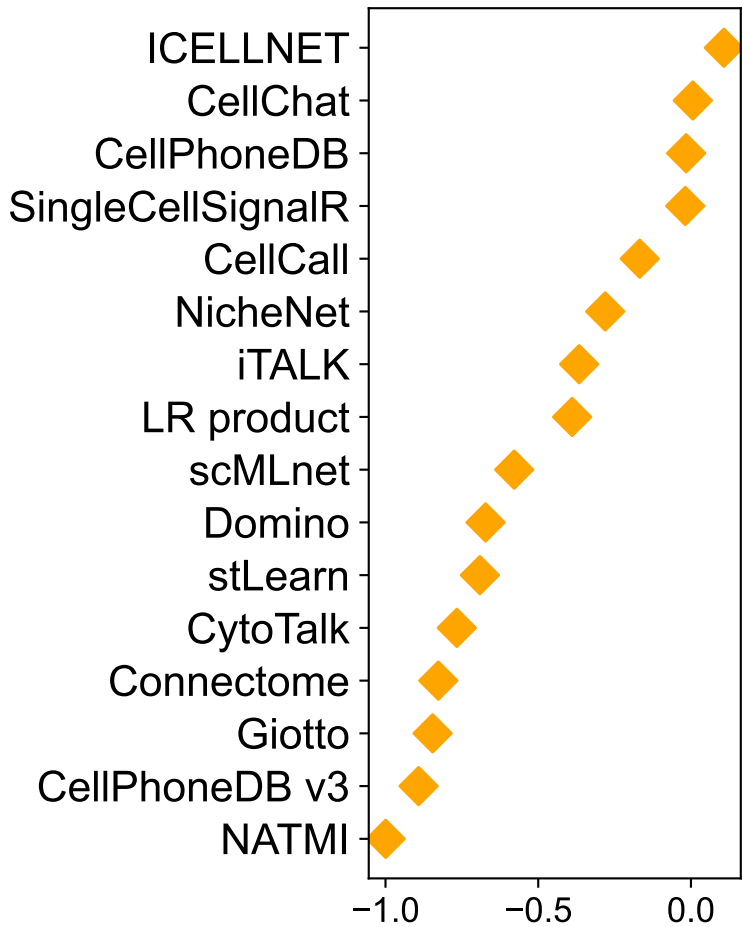 ICELLNET
CellChat
CellPhoneDB
SingleCellSignalR
CellCall
NicheNet
iTALK
LR product
scMLnet
Domino
stLearn
CytoTalk
Connectome
Giotto
CellPhoneDB v3
NATMI
−1.0 −0.5 0.0